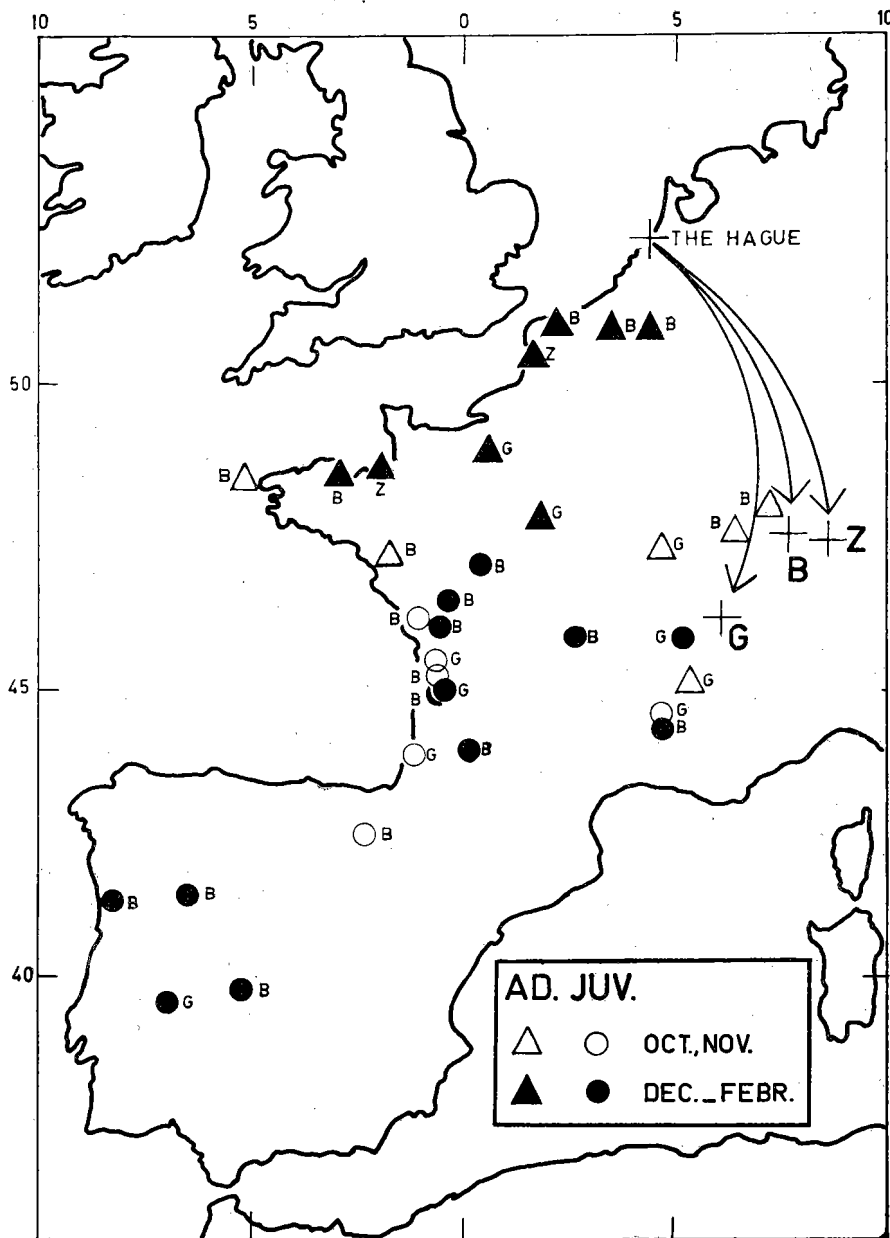 10 5 0 5 10
THE HAGUE
B B B
Z
50
G
B B Z
B
G
B B
B G
B Z
B
B
B B G
G
G
B
45
B G G
G
B
G B
B
B B
40
G B
AD. JUV.
OCT., NOV.
DEC._FEBR.